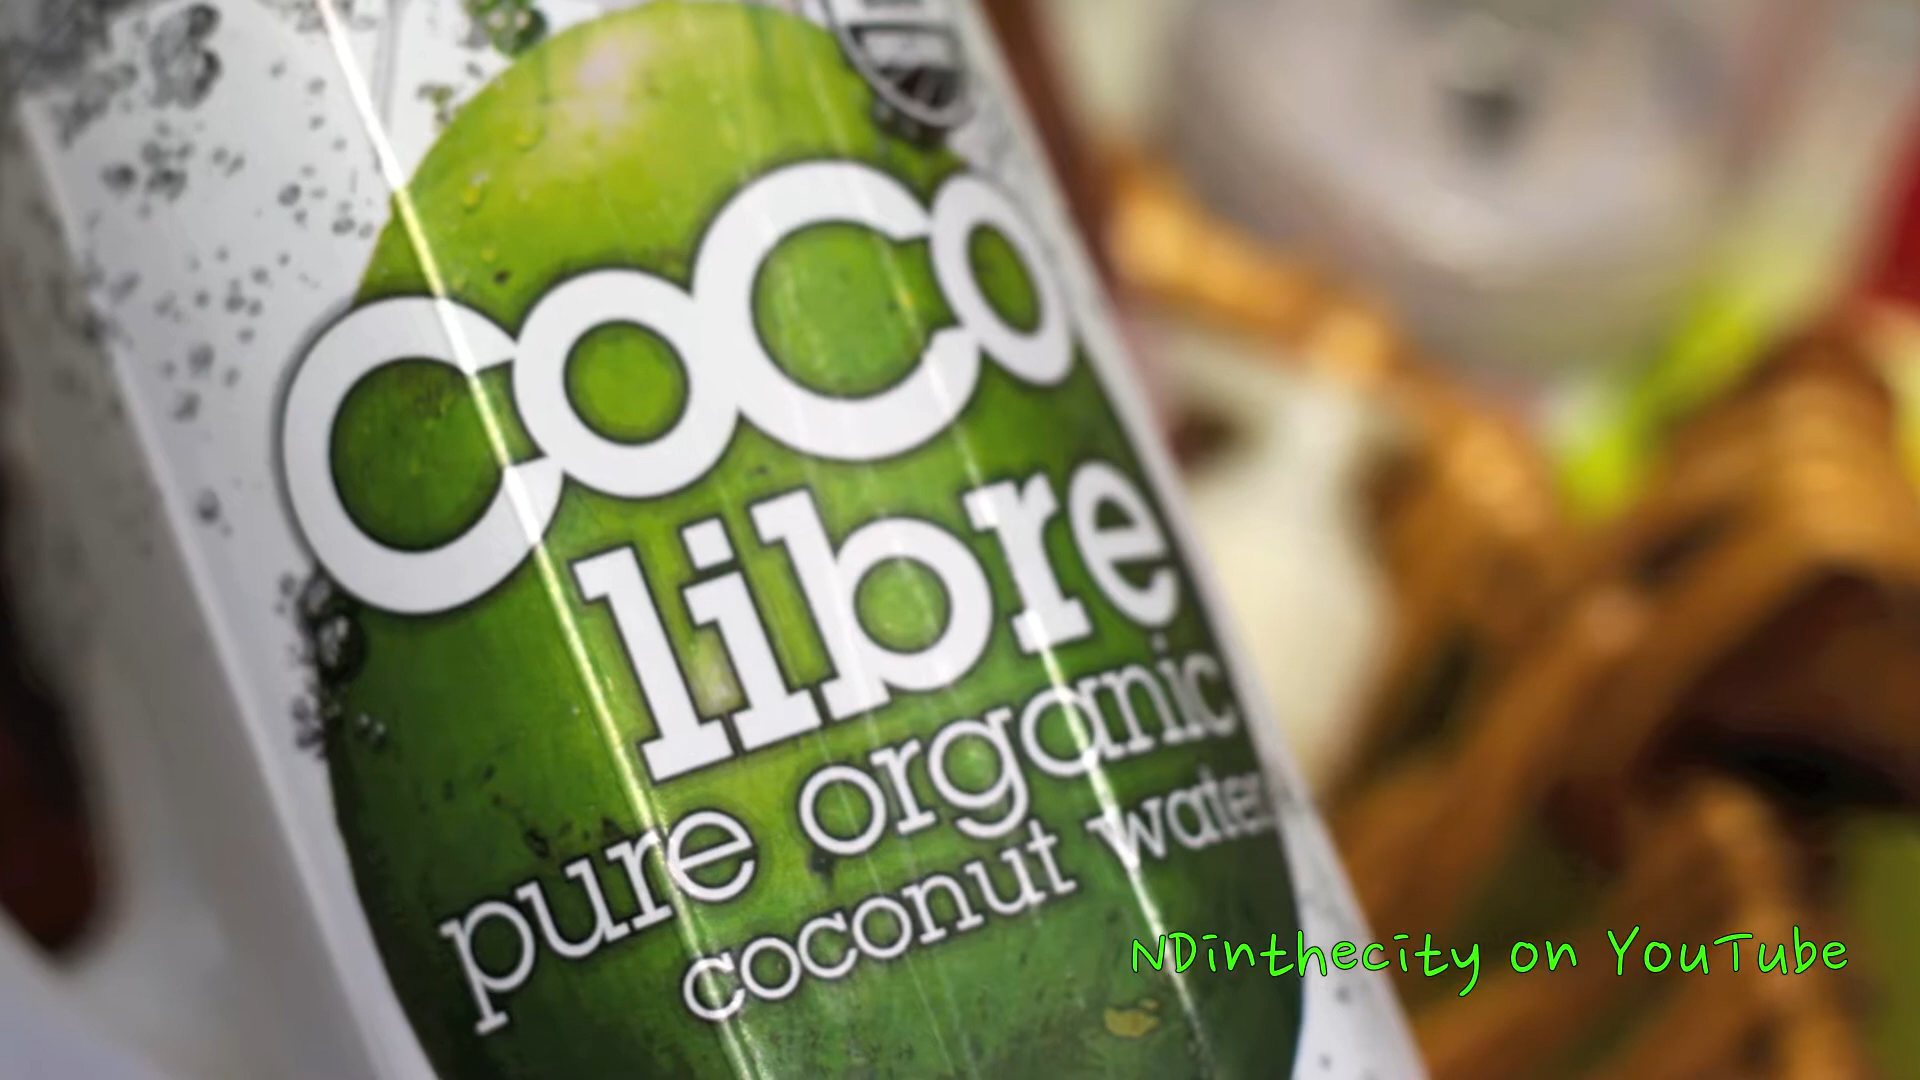 coco
libre
pure organic
coconut water
NDinthecity on YouTube